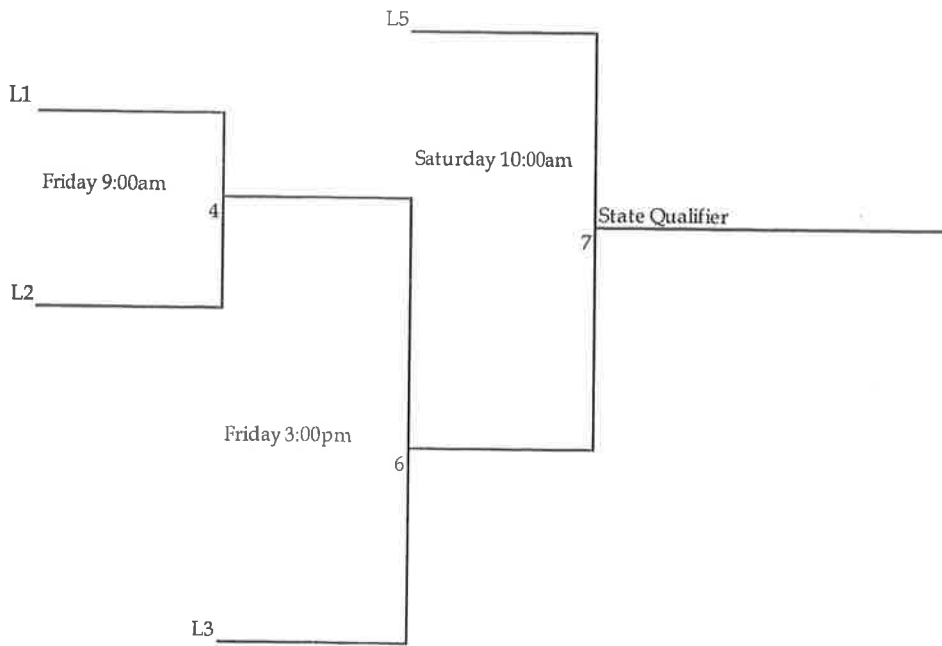 L5
L1
Saturday 10:00am
Friday 9:00am
4
State Qualifier
7
L2
Friday 3:00pm
6
L3